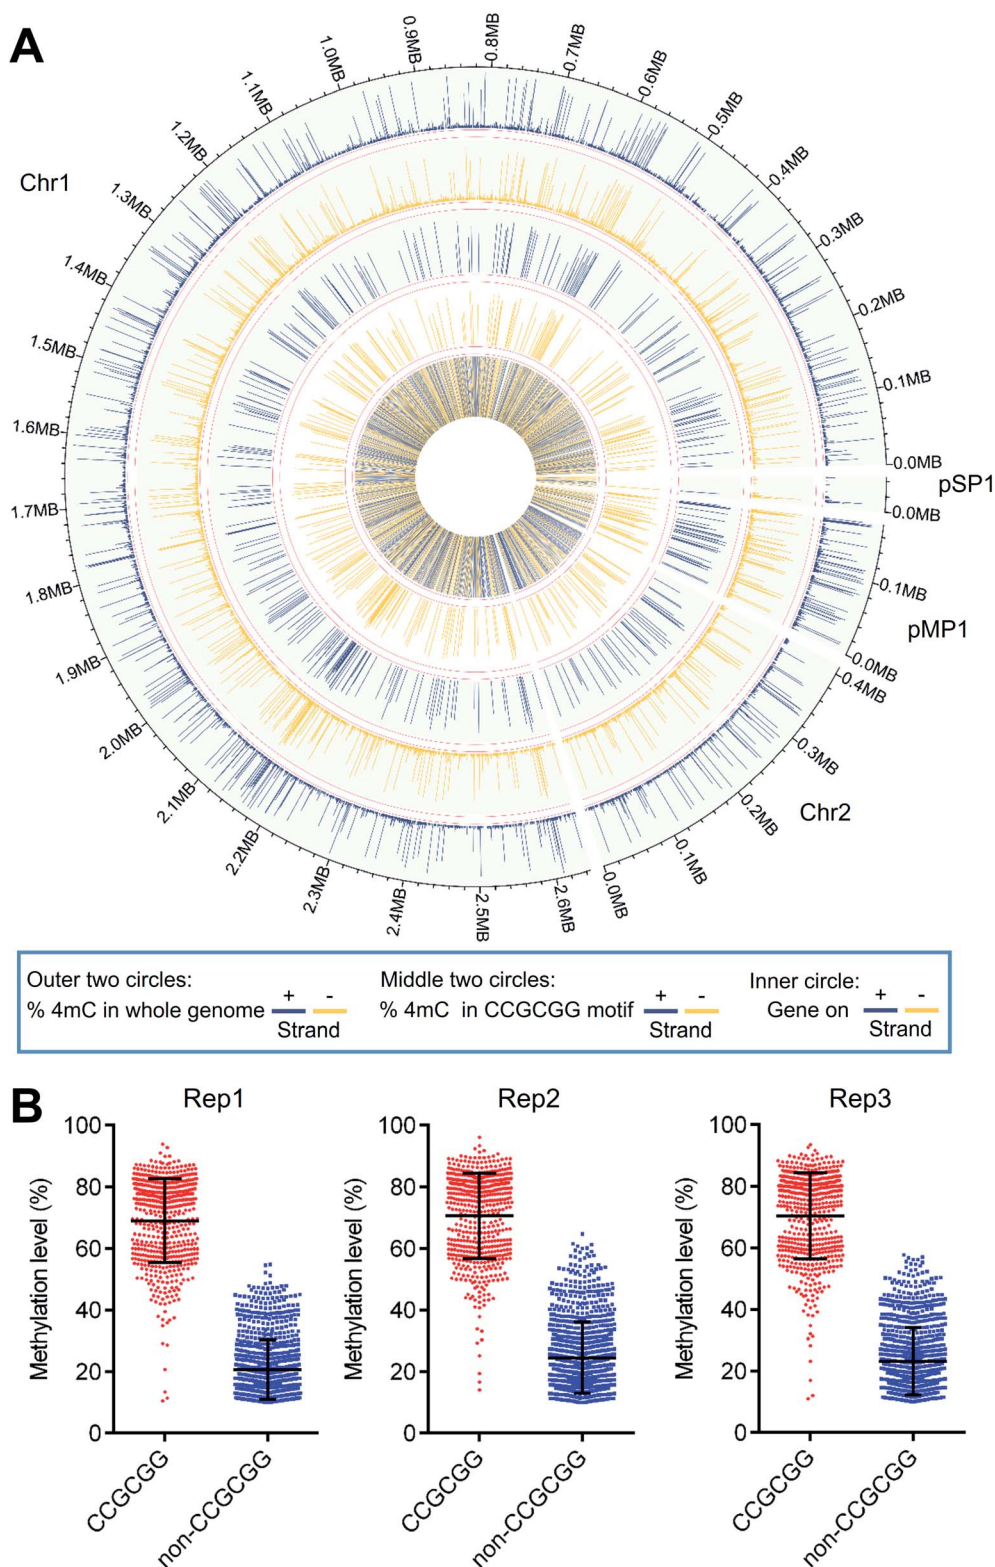 A
Chr1
0.9MB
0.8MB
0.7MB
0.6MB
0.5MB
0.4MB
0.3MB
0.2MB
0.1MB
0.0MB
pSP1
0.0MB
0.1MB
pMP1
0.0MB
0.4MB
0.3MB
0.2MB
Chr2
0.1MB
0.0MB
2.6MB
2.5MB
2.4MB
2.3MB
2.2MB
2.1MB
2.0MB
1.9MB
1.8MB
1.7MB
1.6MB
1.5MB
1.4MB
1.3MB
1.2MB
1.1MB
1.0MB
Outer two circles:
% 4mC in whole genome + -
Strand
Middle two circles:
% 4mC in CCGCGG motif + -
Strand
Inner circle:
Gene on + -
Strand
B
Rep1
Methylation level (%)
100
80
60
40
20
0
CCGCGG
non-CCGCGG
Rep2
Methylation level (%)
100
80
60
40
20
0
CCGCGG
non-CCGCGG
Rep3
Methylation level (%)
100
80
60
40
20
0
CCGCGG
non-CCGCGG